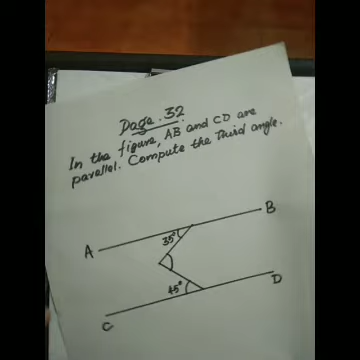 Page.32
In the figure, AB and CD are
parallel. Compute the Third angle.
B
35°
A
D
45°
C